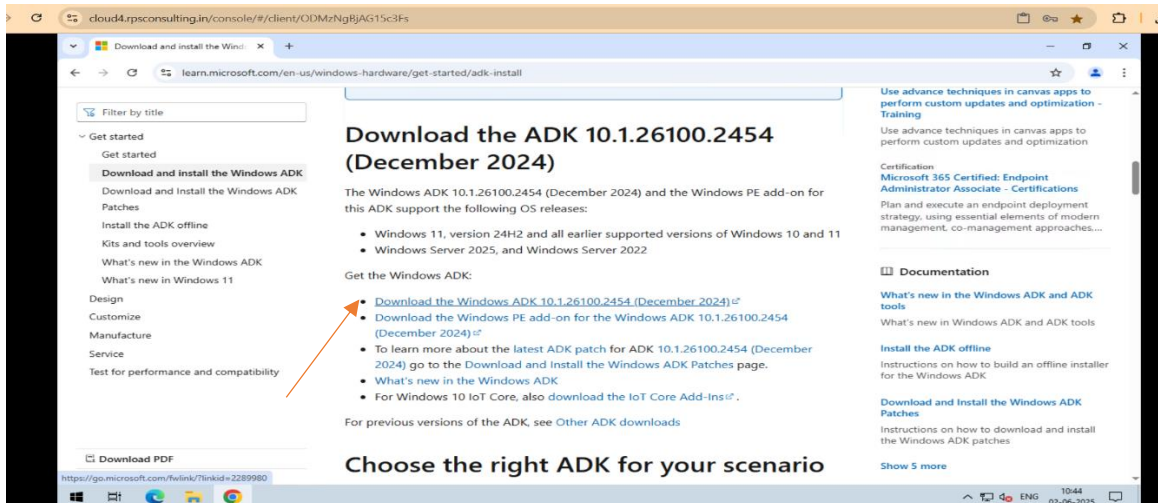 cloud4.rpsconsulting.in/console/#/client/ODMzNgBjAG15c3Fs
Download and install the Wind
learn.microsoft.com/en-us/windows-hardware/get-started/adk-install
Filter by title
Get started
Get started
Download and install the Windows ADK
Download and Install the Windows ADK
Patches
Install the ADK offline
Kits and tools overview
What's new in the Windows ADK
What's new in Windows 11
Design
Customize
Manufacture
Service
Test for performance and compatibility
Download PDF
https://go.microsoft.com/fwlink/?linkid=2289980
Download the ADK 10.1.26100.2454
(December 2024)
The Windows ADK 10.1.26100.2454 (December 2024) and the Windows PE add-on for
this ADK support the following OS releases:
• Windows 11, version 24H2 and all earlier supported versions of Windows 10 and 11
• Windows Server 2025, and Windows Server 2022
Get the Windows ADK:
• Download the Windows ADK 10.1.26100.2454 (December 2024)
• Download the Windows PE add-on for the Windows ADK 10.1.26100.2454
(December 2024)
• To learn more about the latest ADK patch for ADK 10.1.26100.2454 (December
2024) go to the Download and Install the Windows ADK Patches page.
• What's new in the Windows ADK
• For Windows 10 IoT Core, also download the IoT Core Add-Ins .
For previous versions of the ADK, see Other ADK downloads
Choose the right ADK for your scenario
Use advance techniques in canvas apps to
perform custom updates and optimization -
Training
Use advance techniques in canvas apps to
perform custom updates and optimization
Certification
Microsoft 365 Certified: Endpoint
Administrator Associate - Certifications
Plan and execute an endpoint deployment
strategy, using essential elements of modern
management, co-management approaches,...
Documentation
What's new in the Windows ADK and ADK
tools
What's new in Windows ADK and ADK tools
Install the ADK offline
Instructions on how to build an offline installer
for the Windows ADK
Download and Install the Windows ADK
Patches
Instructions on how to download and install
the Windows ADK patches
Show 5 more
ENG
10:44
02-06-2025